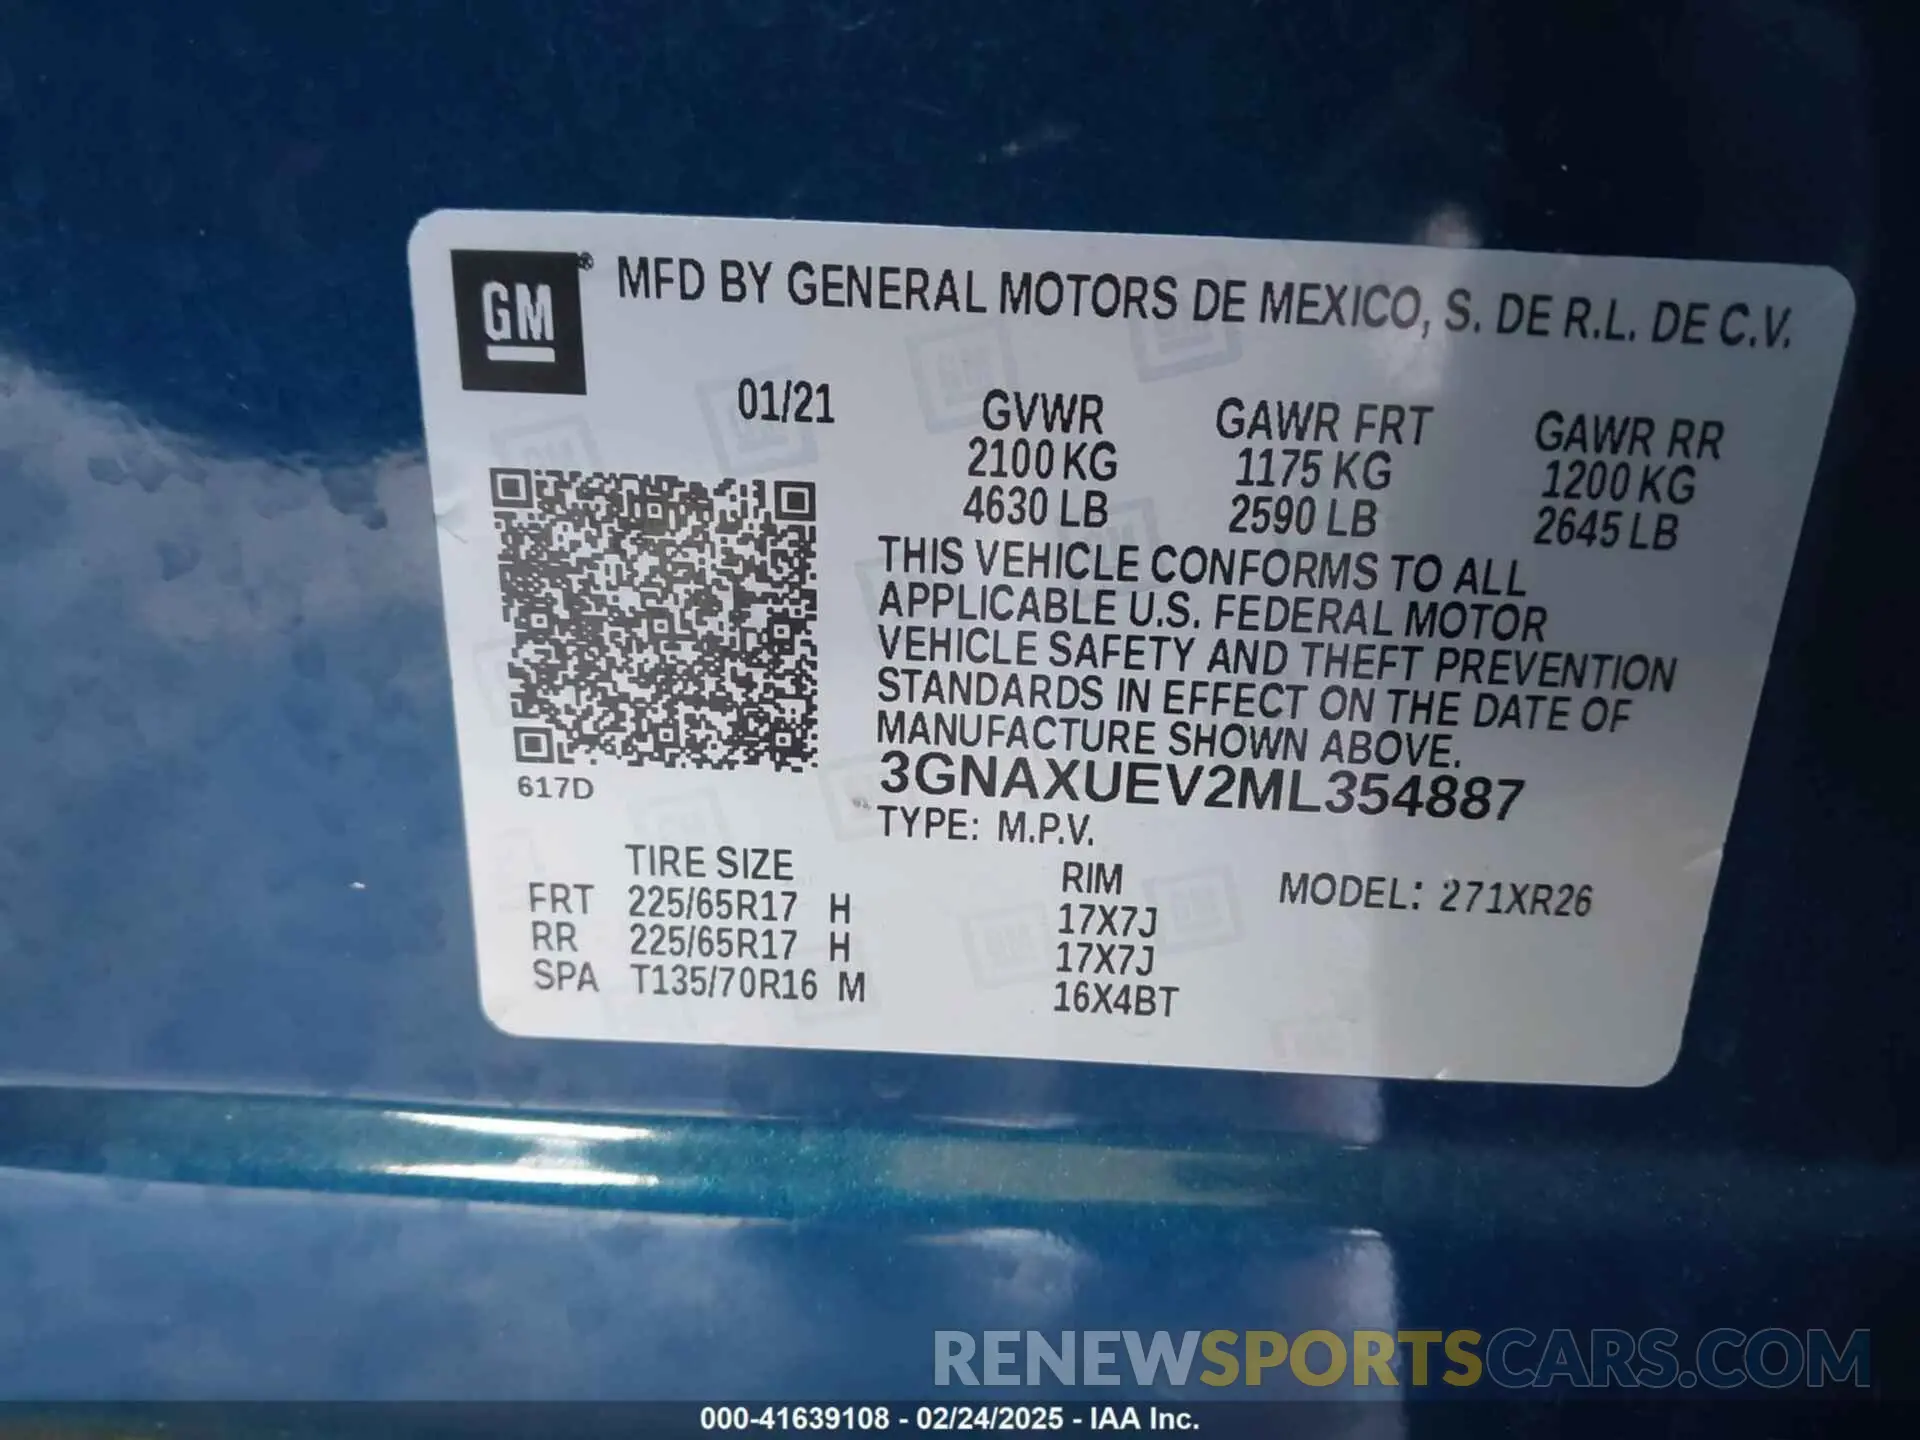 GM ® MFD BY GENERAL MOTORS DE MEXICO, S. DE R.L. DE C.V.
01/21 GVWR GAWR FRT GAWR RR
2100 KG 1175 KG 1200 KG
4630 LB 2590 LB 2645 LB
THIS VEHICLE CONFORMS TO ALL
APPLICABLE U.S. FEDERAL MOTOR
VEHICLE SAFETY AND THEFT PREVENTION
STANDARDS IN EFFECT ON THE DATE OF
MANUFACTURE SHOWN ABOVE.
617D 3GNAXUEV2ML354887
TYPE: M.P.V.
TIRE SIZE RIM MODEL: 271XR26
FRT 225/65R17 H 17X7J
RR 225/65R17 H 17X7J
SPA T135/70R16 M 16X4BT
RENEWSPORTSCARS.COM
000-41639108 - 02/24/2025 - IAA Inc.